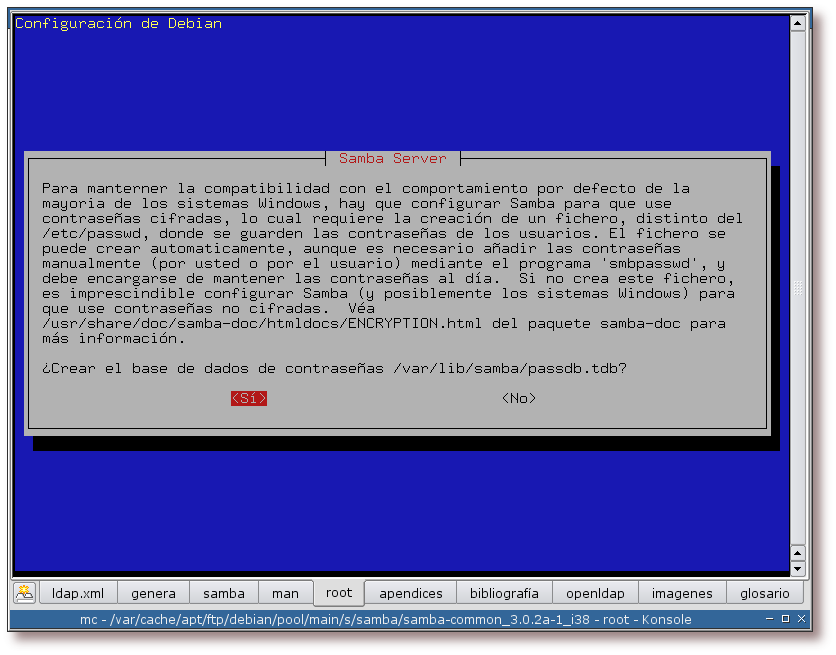 Configuración de Debian
Samba Server
Para manterner la compatibilidad con el comportamiento por defecto de la
mayoria de los sistemas Windows, hay que configurar Samba para que use
contraseñas cifradas, lo cual requiere la creación de un fichero, distinto del
/etc/passwd, donde se guarden las contraseñas de los usuarios. El fichero se
puede crear automaticamente, aunque es necesario añadir las contraseñas
manualmente (por usted o por el usuario) mediante el programa 'smbpasswd', y
debe encargarse de mantener las contraseñas al día.  Si no crea este fichero,
es imprescindible configurar Samba (y posiblemente los sistemas Windows) para
que use contraseñas no cifradas.  Véa
/usr/share/doc/samba-doc/htmldocs/ENCRYPTION.html del paquete samba-doc para
más información.
¿Crear el base de dados de contraseñas /var/lib/samba/passdb.tdb?
<Sí> <No>
ldap.xml genera samba man root apendices bibliografía openldap imagenes glosario
mc - /var/cache/apt/ftp/debian/pool/main/s/samba/samba-common_3.0.2a-1_i38 - root - Konsole